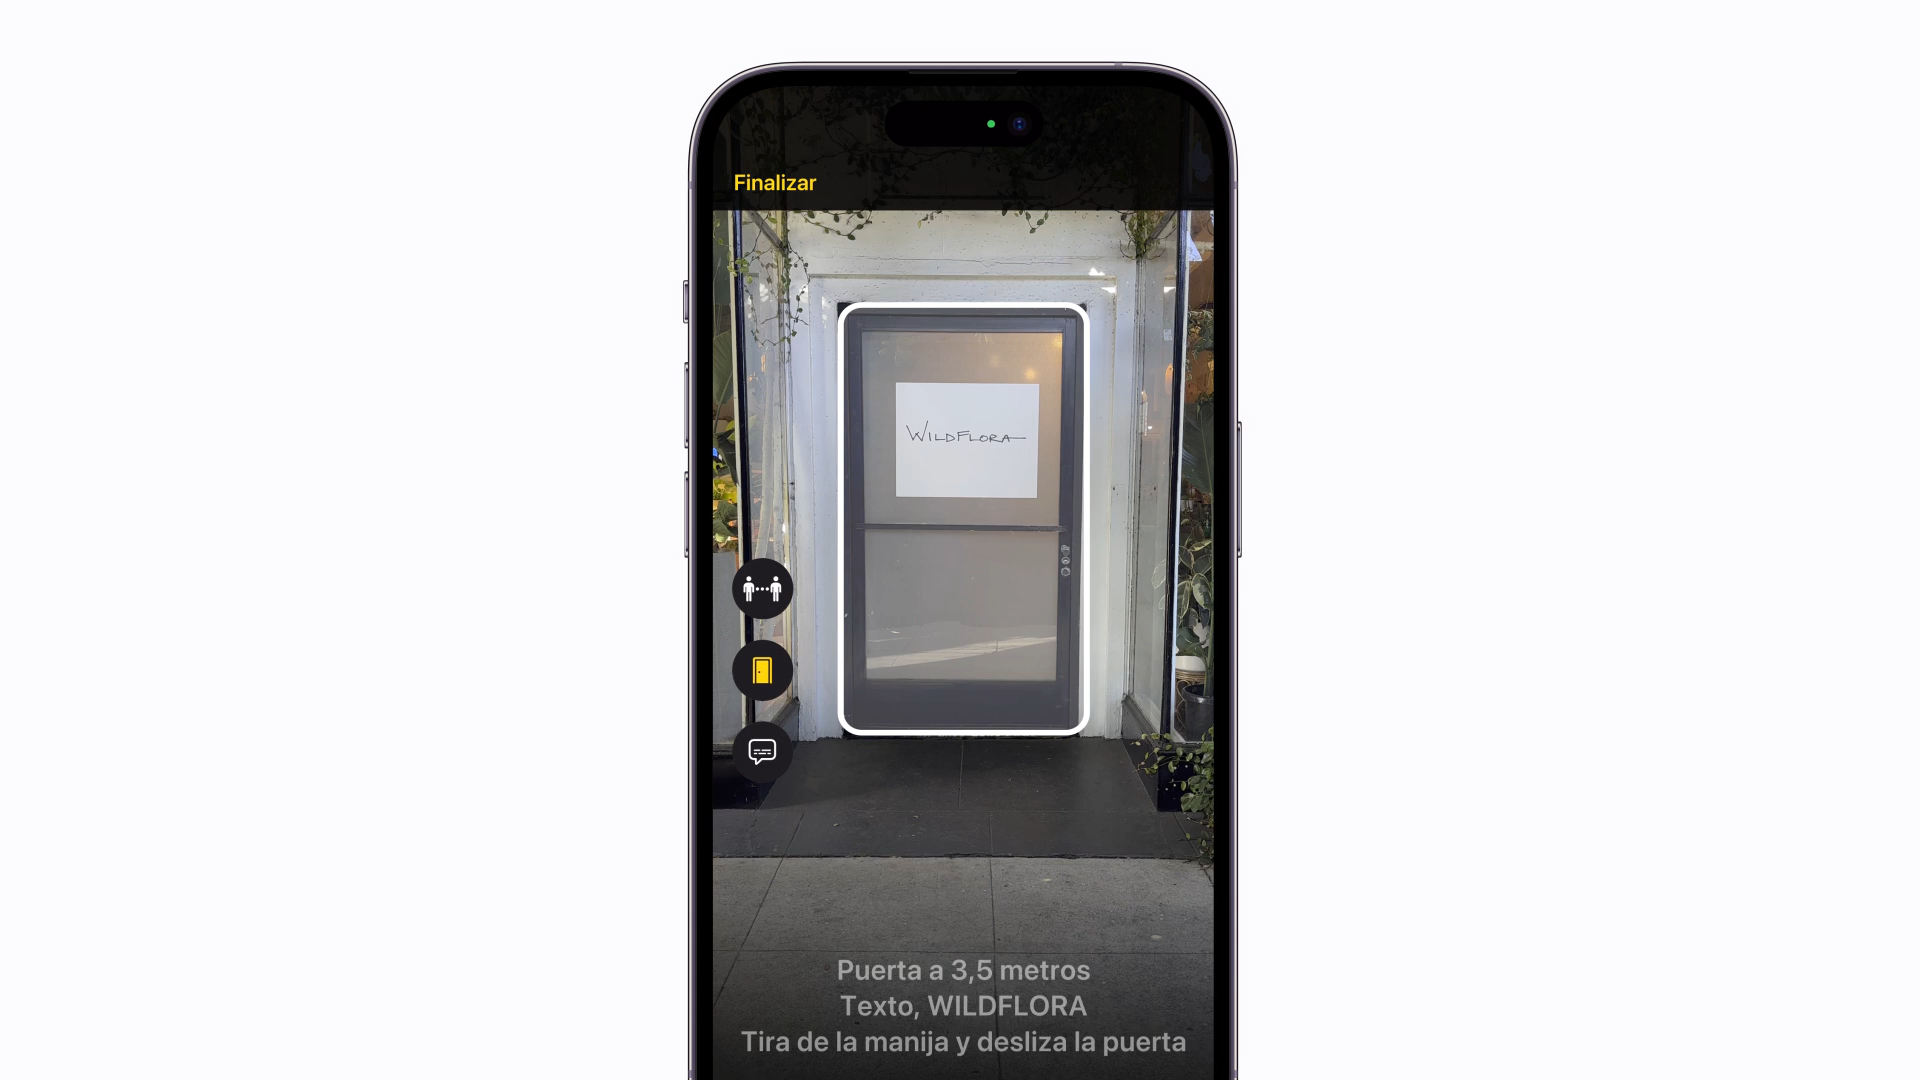 Finalizar
WILDFLORA
Puerta a 3,5 metros
Texto, WILDFLORA
Tira de la manija y desliza la puerta